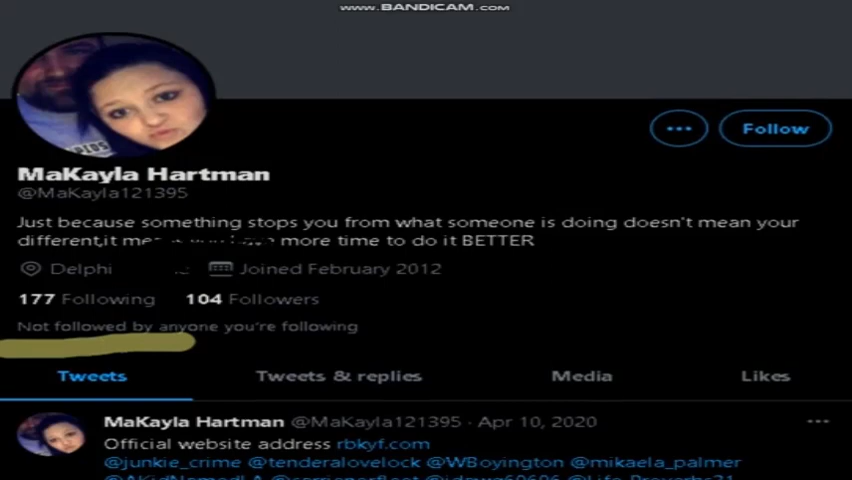 WWW.BANDICAM.COM
MaKayla Hartman
@MaKayla121395
Follow
Just because something stops you from what someone is doing doesn't mean your
different,it more time to do it BETTER
Delphi Joined February 2012
177 Following 104 Followers
Not followed by anyone you're following
Tweets Tweets & replies Media Likes
MaKayla Hartman @MaKayla121395 · Apr 10, 2020
Official website address rbkyf.com
@junkie_crime @tenderalovelock @WBoyington @mikaela_palmer